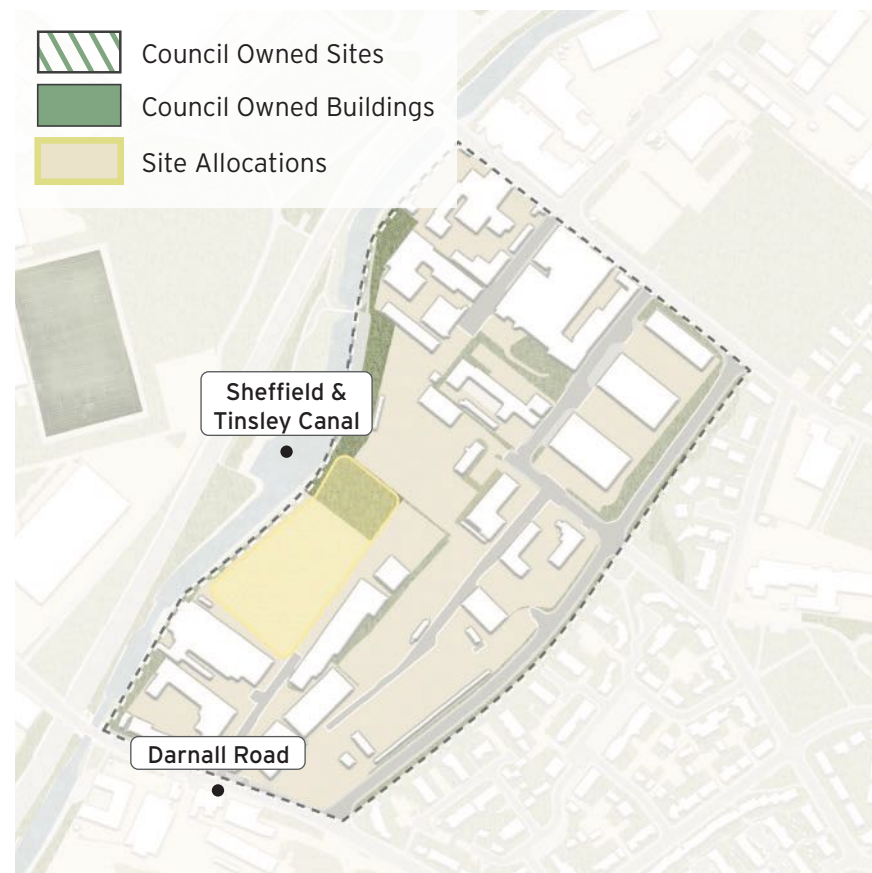 Council Owned Sites
Council Owned Buildings
Site Allocations
Sheffield &
Tinsley Canal
Darnall Road